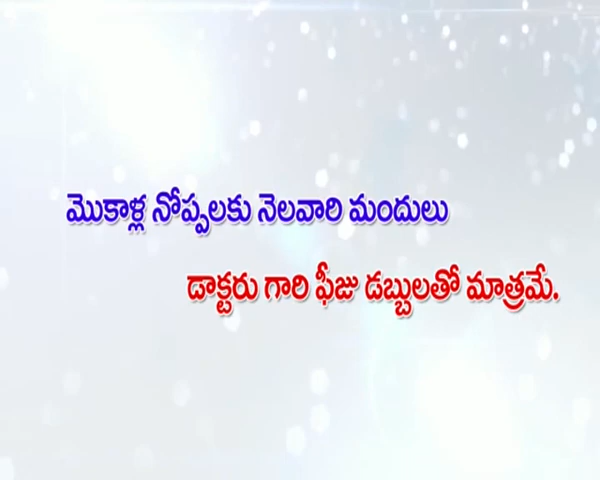 మొకాళ్ల నోప్పలకు నెలవారి మందులు
డాక్టరు గారి ఫీజు డబ్బులతో మాత్రమే.